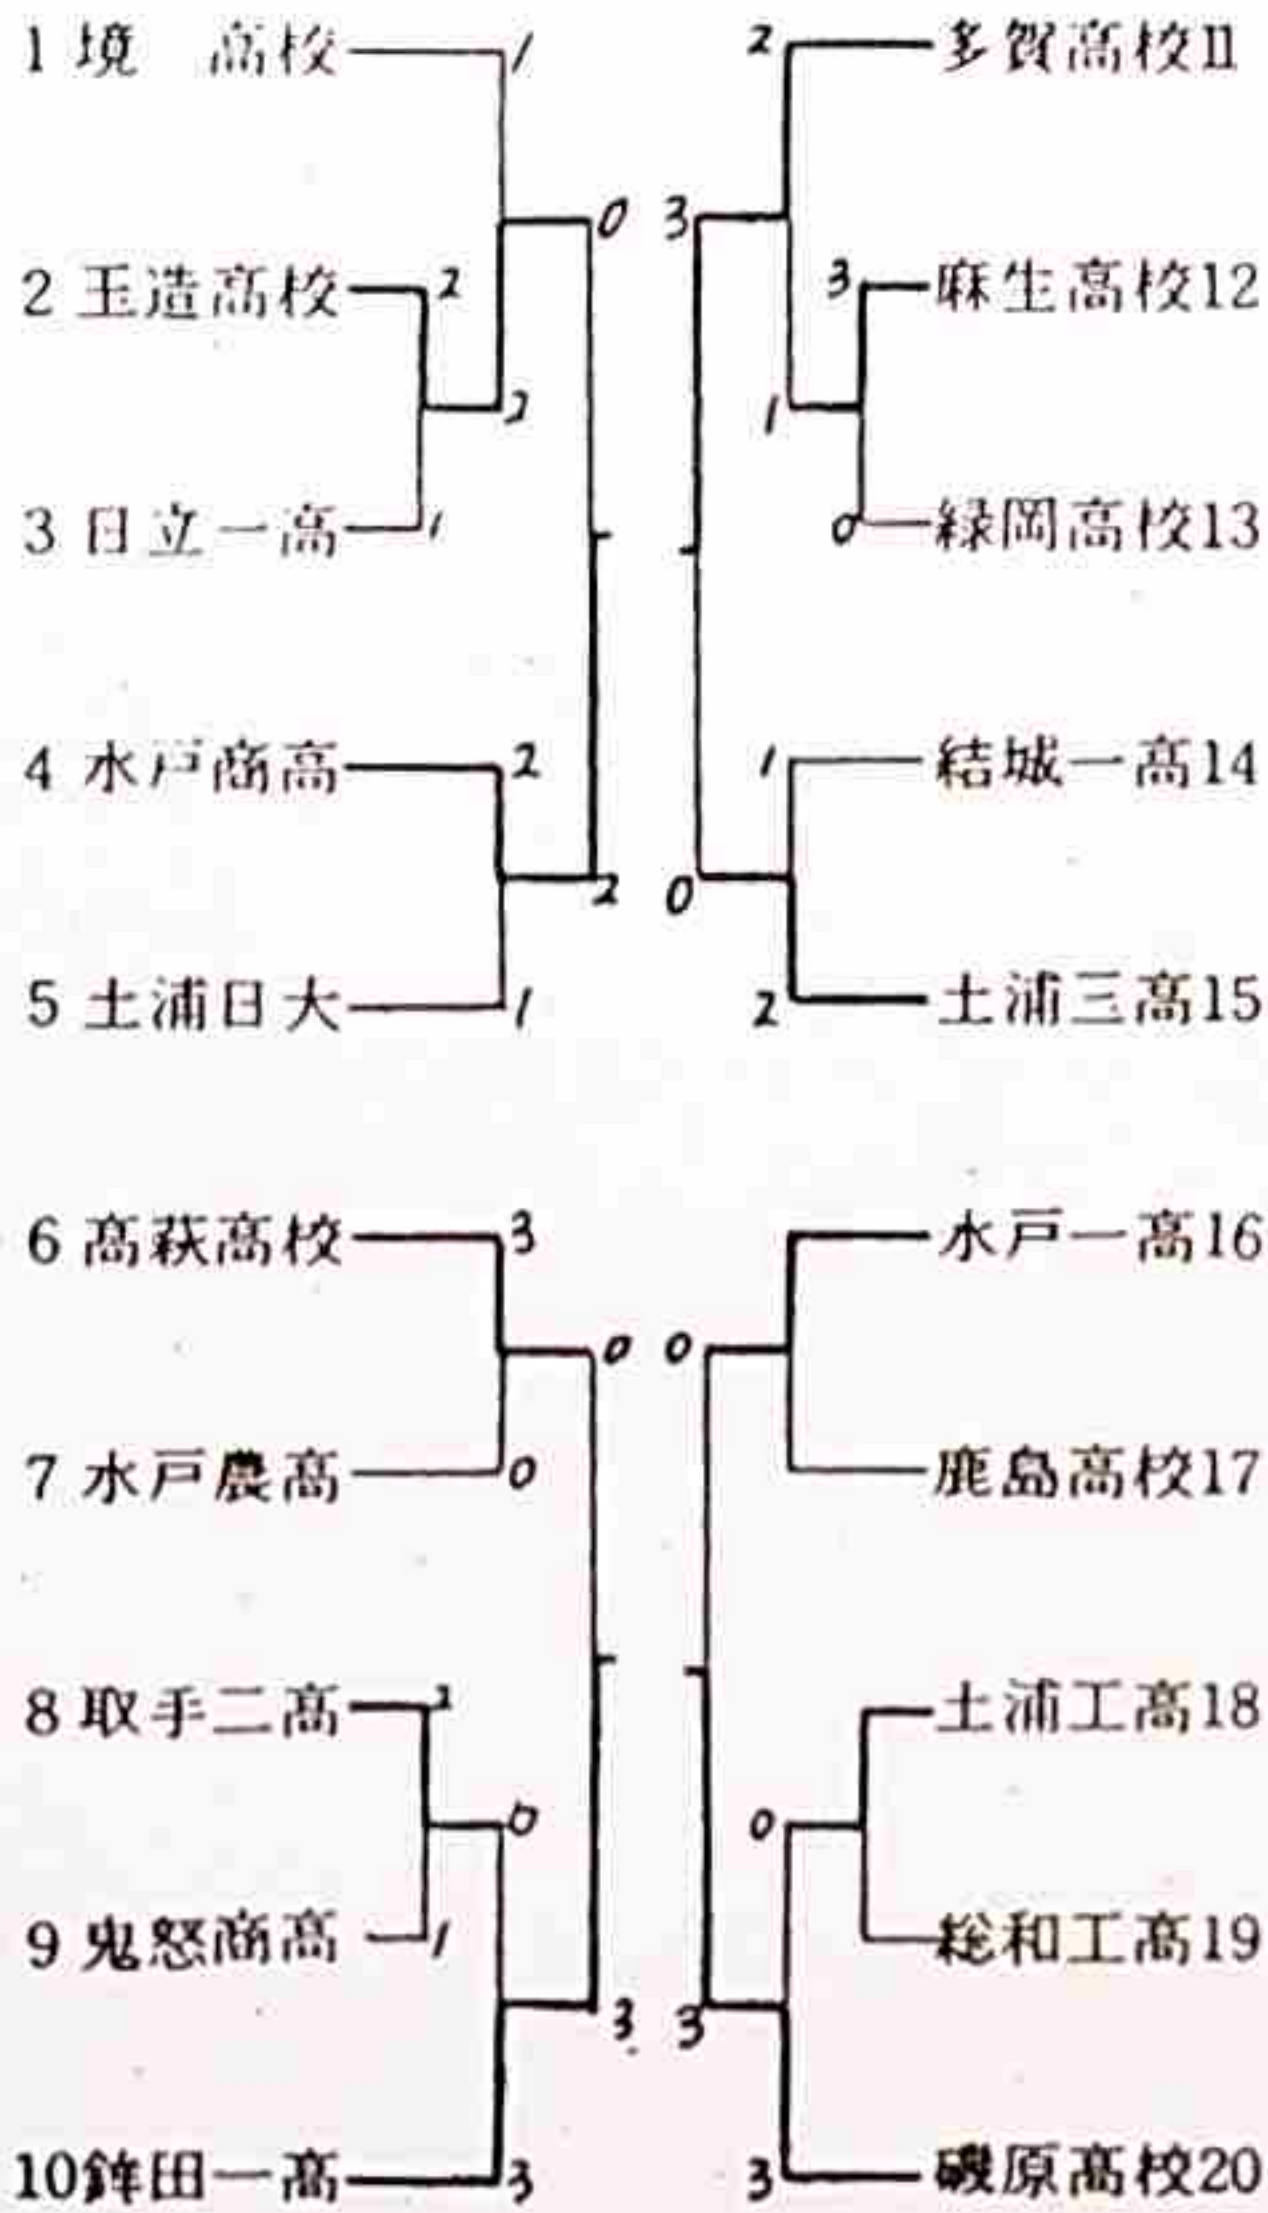 1 境　高校 1
2 多賀高校11
0 3
2 玉造高校 2
3 麻生高校12
2
1
3 日立一高 1
0 緑岡高校13
4 水戸商高 2
1 結城一高14
2 0
5 土浦日大 1
2 土浦三高15
6 高萩高校 3
水戸一高16
0 0
7 水戸農高 0
鹿島高校17
8 取手二高 2
土浦工高18
0
0
9 鬼怒商高 1
総和工高19
3 3
10鉾田一高 3
3 磯原高校20